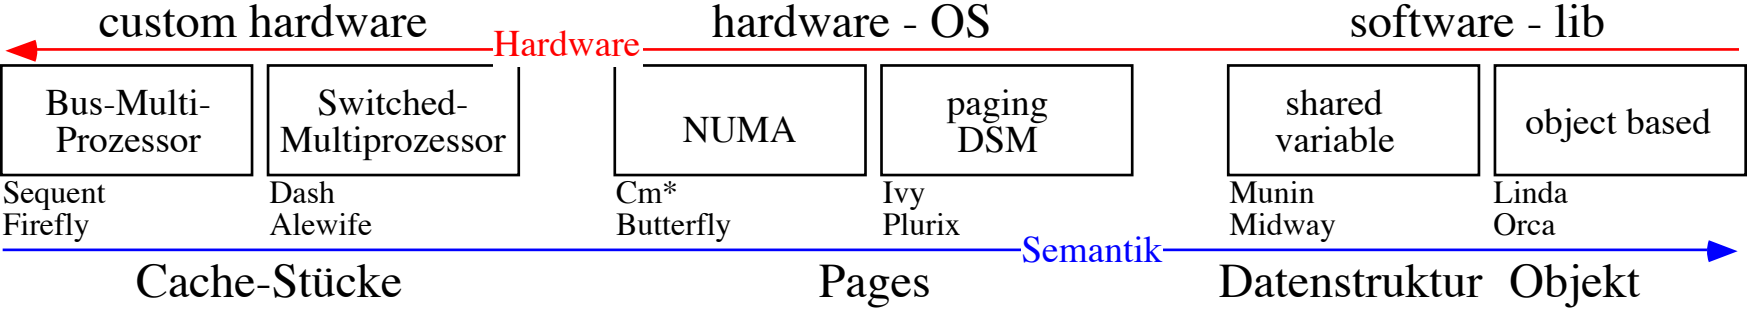 custom hardware
hardware - OS
software - lib
Hardware
Bus-Multi-
Prozessor
Switched-
Multiprozessor
NUMA
paging
DSM
shared
variable
object based
Sequent
Firefly
Dash
Alewife
Cm*
Butterfly
Ivy
Plurix
Munin
Midway
Linda
Orca
Semantik
Cache-Stücke
Pages
Datenstruktur
Objekt